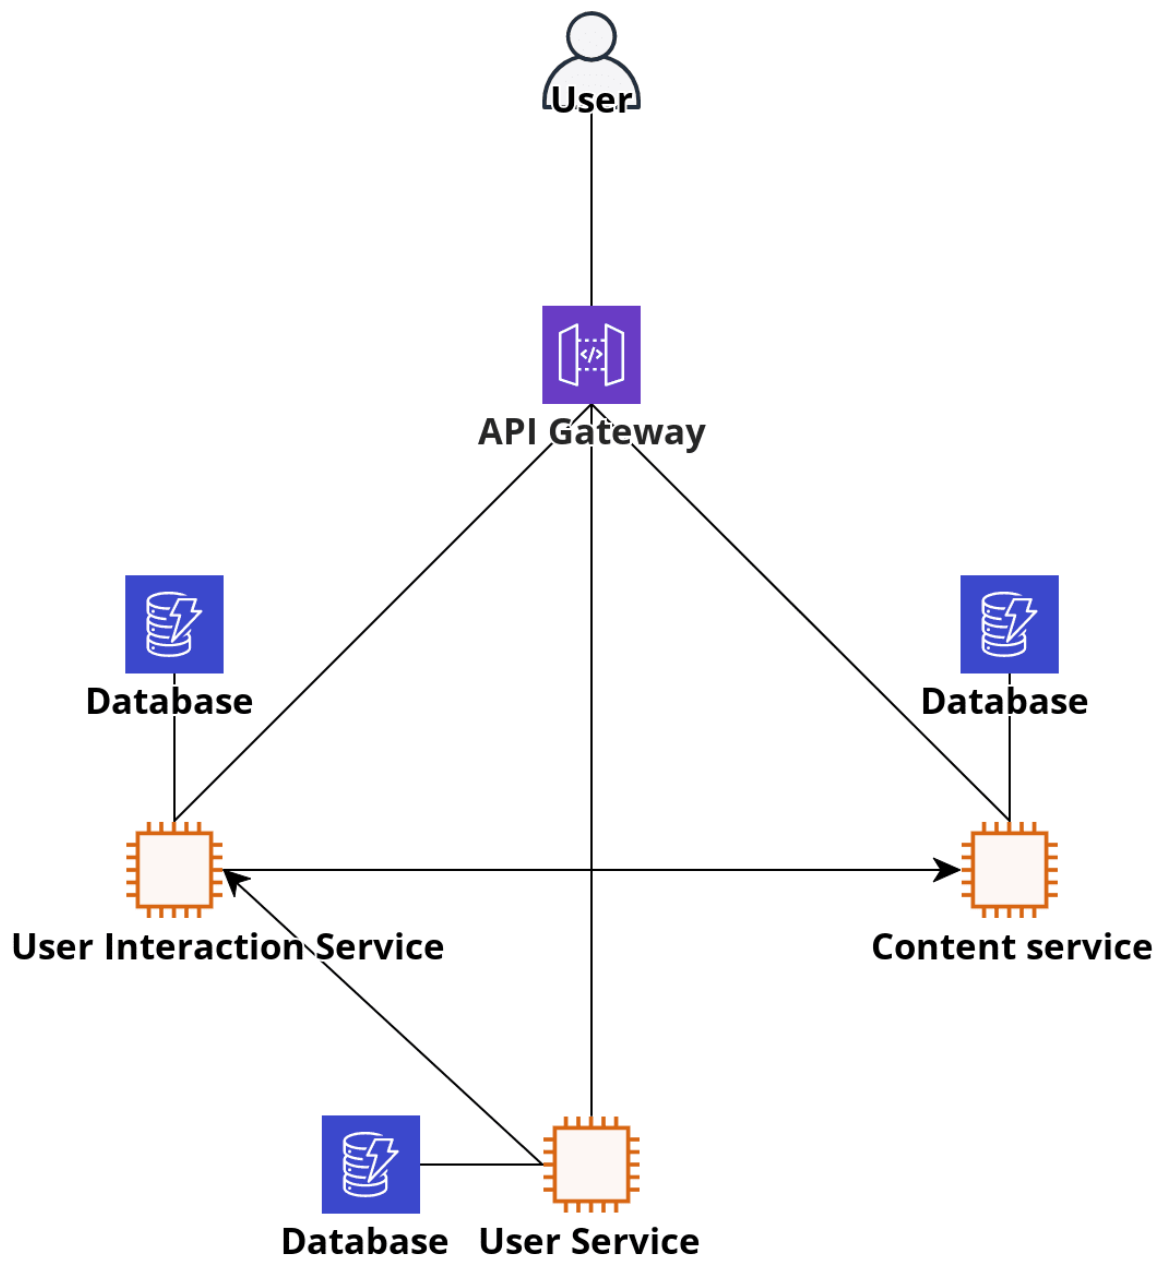 User
API Gateway
Database
Database
User Interaction Service
Content service
Database
User Service